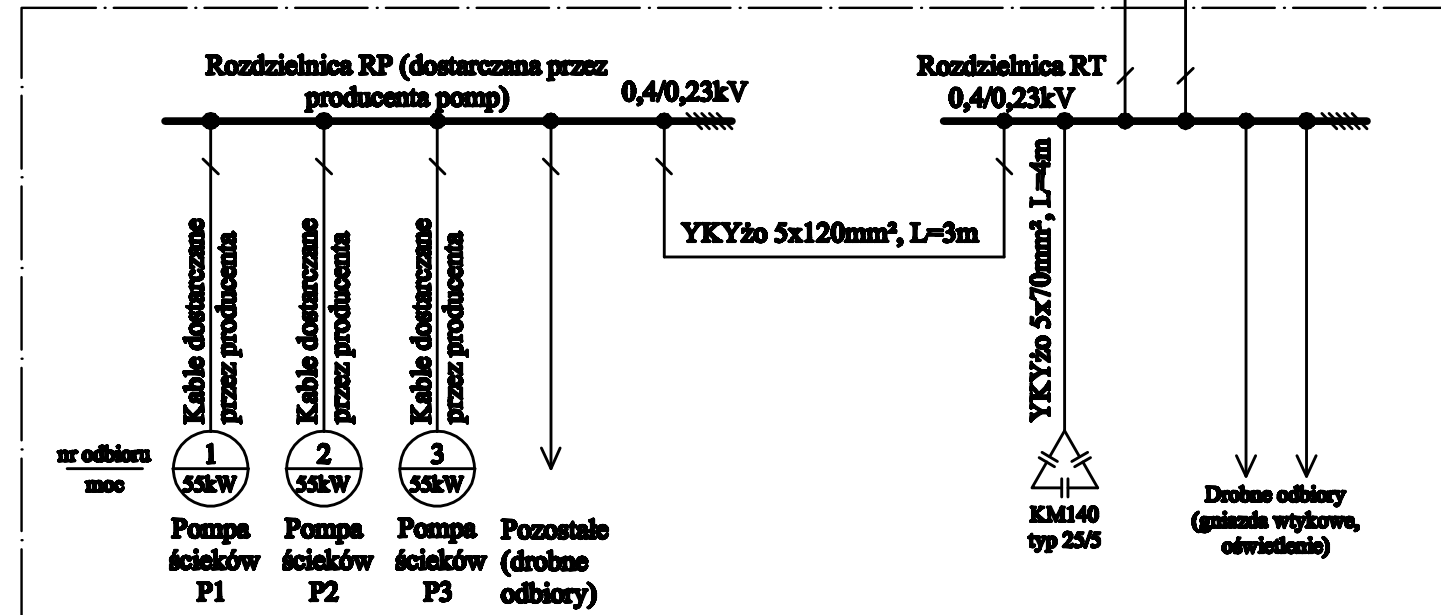 Rozdzielnica RP (dostarczana przez
producenta pomp)
0,4/0,23kV
Rozdzielnica RT
0,4/0,23kV
YKYżo 5x120mm², L=3m
YKYżo 5x70mm², L=4m
Kable dostarczane
przez producenta
Kable dostarczane
przez producenta
Kable dostarczane
przez producenta
nr odbioru
moc
1
55kW
2
55kW
3
55kW
Pompa
ścieków
P1
Pompa
ścieków
P2
Pompa
ścieków
P3
Pozostałe
(drobne
odbiory)
KM140
typ 25/5
Drobne odbiory
(gniazda wtykowe,
oświetlenie)